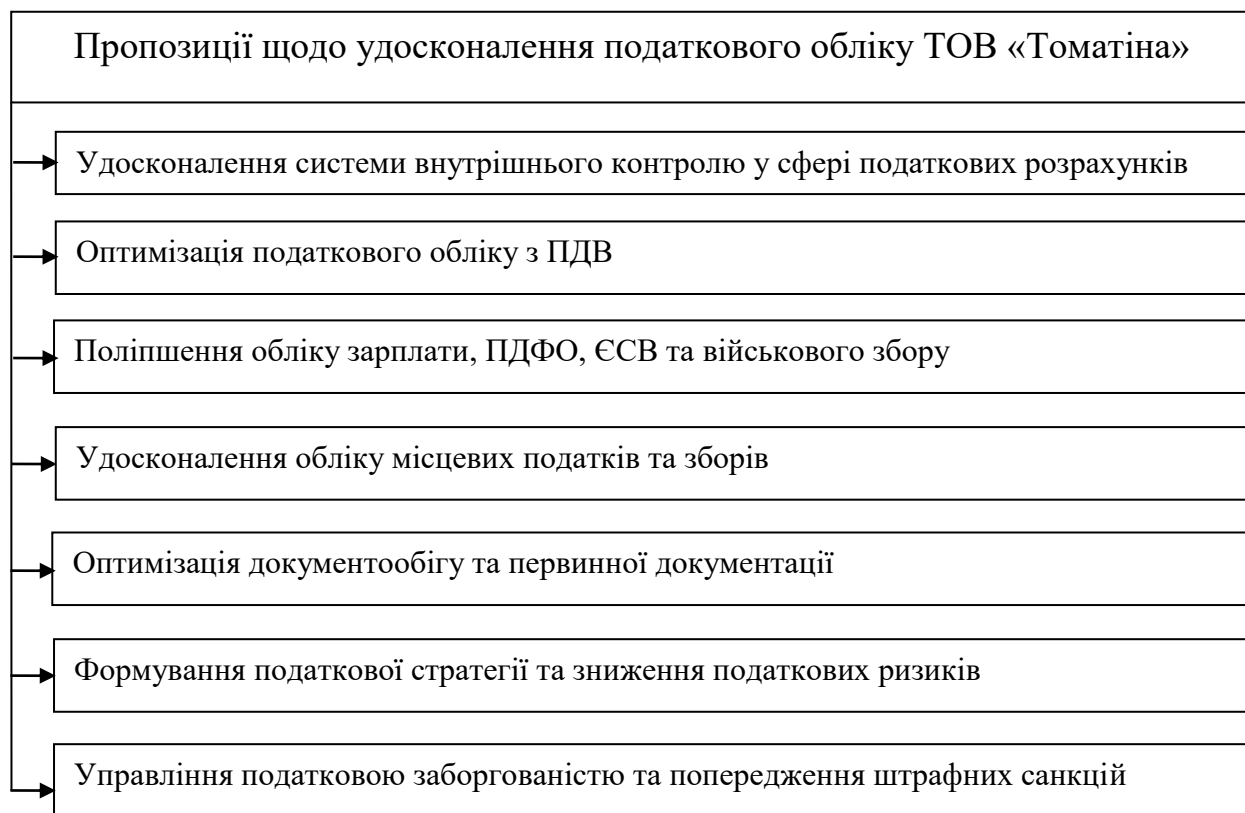 Пропозиції щодо удосконалення податкового обліку ТОВ «Томатіна»
Удосконалення системи внутрішнього контролю у сфері податкових розрахунків
Оптимізація податкового обліку з ПДВ
Поліпшення обліку зарплати, ПДФО, ЄСВ та військового збору
Удосконалення обліку місцевих податків та зборів
Оптимізація документообігу та первинної документації
Формування податкової стратегії та зниження податкових ризиків
Управління податковою заборгованістю та попередження штрафних санкцій